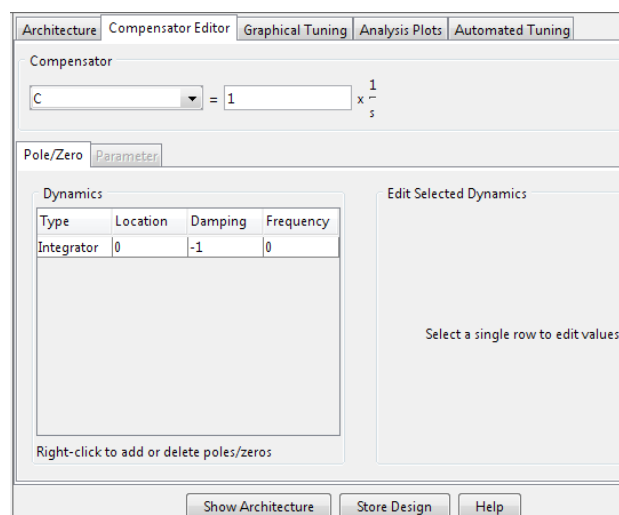 Architecture Compensator Editor Graphical Tuning Analysis Plots Automated Tuning
Compensator
C = 1 x 1
s
Pole/Zero Parameter
Dynamics
Type Location Damping Frequency
Integrator 0 -1 0
Right-click to add or delete poles/zeros
Edit Selected Dynamics
Select a single row to edit values
Show Architecture Store Design Help